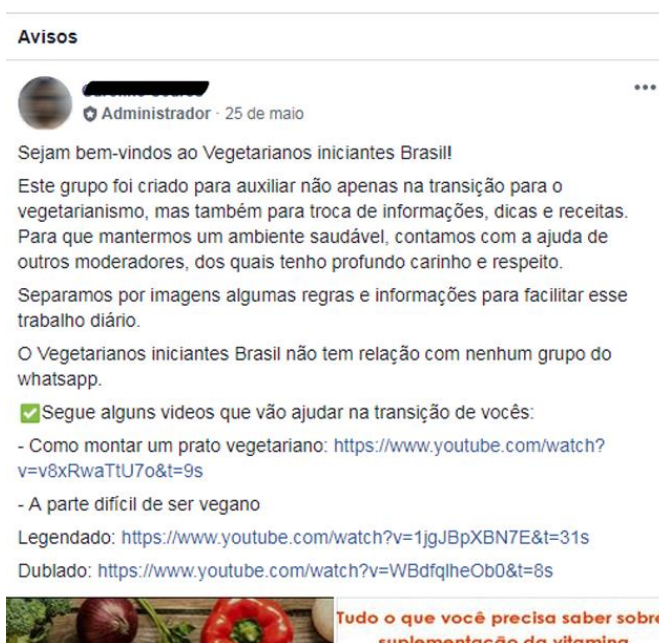 Avisos
Administrador · 25 de maio
Sejam bem-vindos ao Vegetarianos iniciantes Brasil!
Este grupo foi criado para auxiliar não apenas na transição para o
vegetarianismo, mas também para troca de informações, dicas e receitas.
Para que mantermos um ambiente saudável, contamos com a ajuda de
outros moderadores, dos quais tenho profundo carinho e respeito.
Separamos por imagens algumas regras e informações para facilitar esse
trabalho diário.
O Vegetarianos iniciantes Brasil não tem relação com nenhum grupo do
whatsapp.
✅Segue alguns videos que vão ajudar na transição de vocês:
- Como montar um prato vegetariano: https://www.youtube.com/watch?
v=v8xRwaTtU7o&t=9s
- A parte difícil de ser vegano
Legendado: https://www.youtube.com/watch?v=1jgJBpXBN7E&t=31s
Dublado: https://www.youtube.com/watch?v=WBdfqlheOb0&t=8s
Tudo o que você precisa saber sobre
suplementação da vitamina